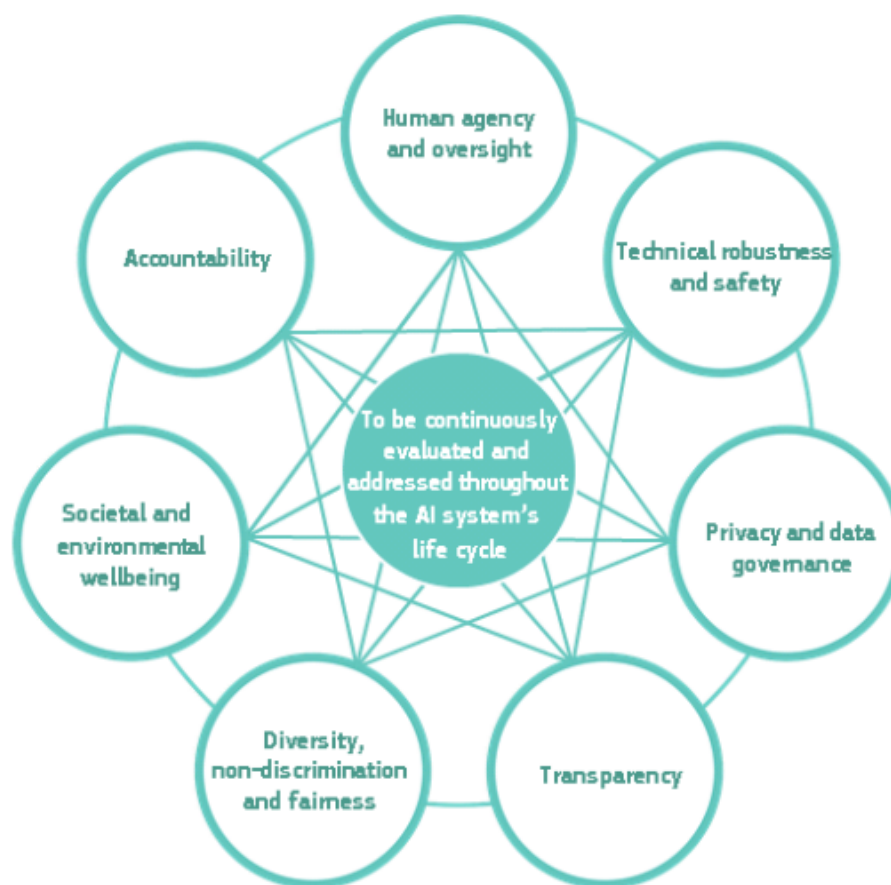 Human agency
and oversight
Technical robustness
and safety
Privacy and data
governance
Transparency
Diversity,
non-discrimination
and fairness
Societal and
environmental
wellbeing
Accountability
To be continuously
evaluated and
addressed throughout
the AI system's
life cycle